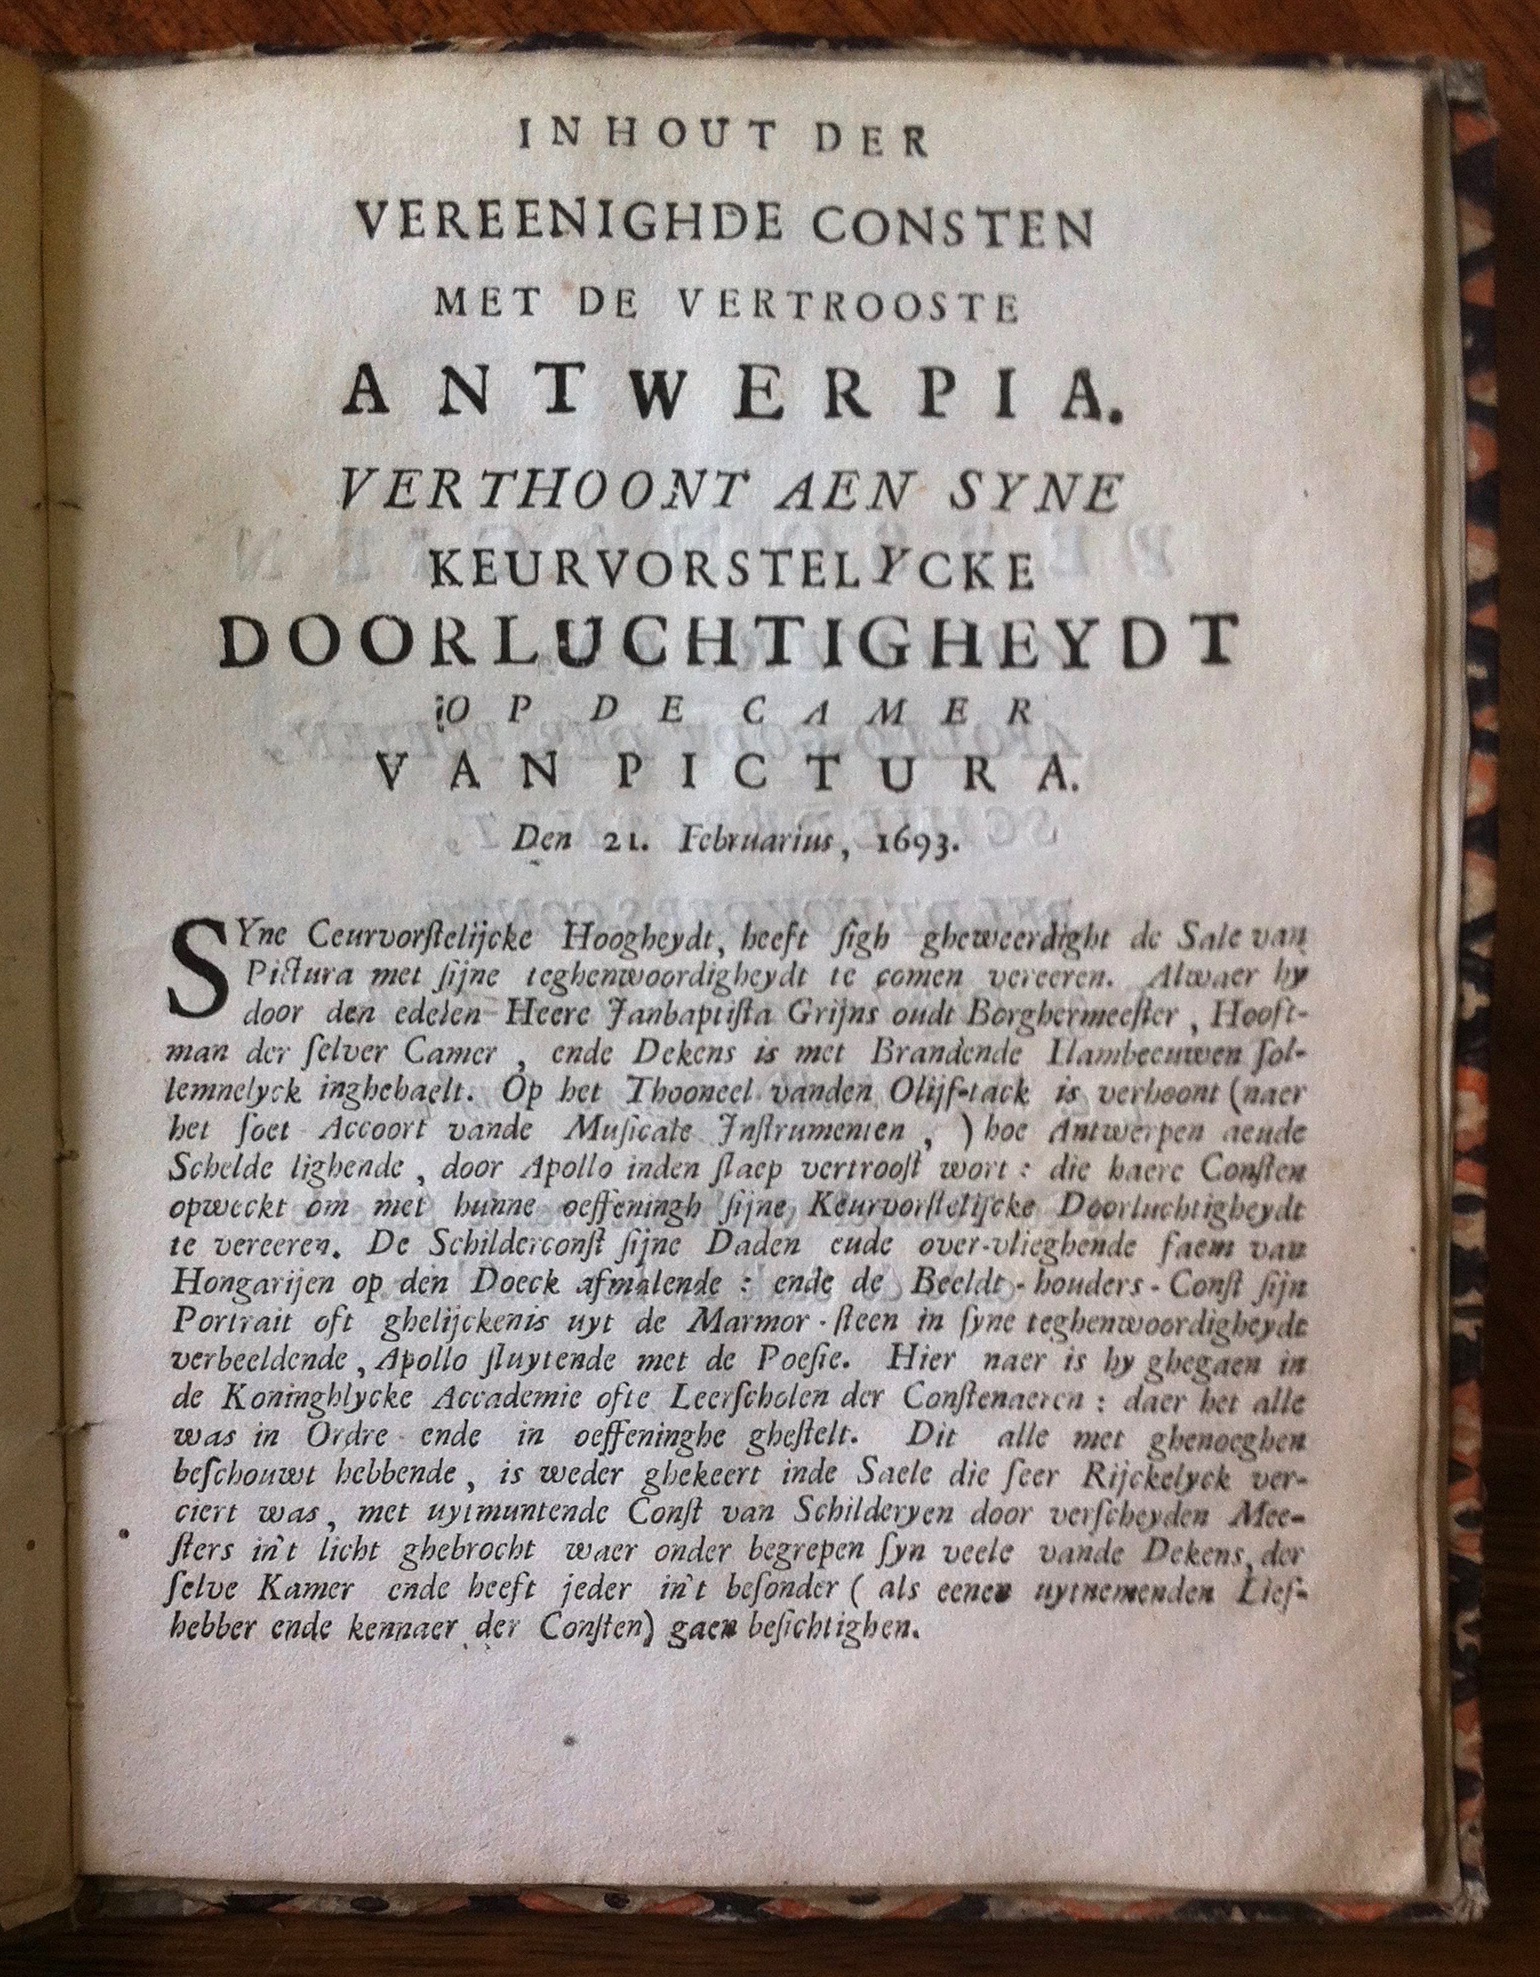 INHOUT DER
VEREENIGHDE CONSTEN
MET DE VERTROOSTE
ANTWERPIA.
VERTHOONT AEN SYNE
KEURVORSTELYCKE
DOORLUCHTIGHEYDT
OP DE CAMER
VAN PICTURA.
Den 21. Februarius, 1693.
SYne Ceurvorſtelijcke Hoogheydt, heeft ſigh gheweerdight de Sale van
Pictura met ſijne teghenwoordigheydt te comen vereeren. Alwaer hy
door den edelen Heere Janbaptiſta Grijns oudt Borghermeeſter, Hooft-
man der ſelver Camer, ende Dekens is met Brandende Flambeeuwen ſol-
lemnelyck inghehaelt. Op het Thooneel vanden Olijf-tack is verhoont (naer
het ſoet Accoort vande Muſicale Inſtrumenten, ) hoe Antwerpen aende
Schelde lighende, door Apollo inden ſlaep vertrooſt wort: die haere Conſten
opweckt om met hunne oeffeningh ſijne Keurvorſtelijcke Doorluchtigheydt
te vereeren. De Schilderconſt ſijne Daden ende over-vlieghende faem van
Hongarijen op den Doeck afmalende: ende de Beeldt-houders-Conſt ſijn
Portrait oft ghelijckenis uyt de Marmor-ſteen in ſyne teghenwoordigheydt
verbeeldende, Apollo ſluytende met de Poeſie. Hier naer is hy ghegaen in
de Koninghlycke Accademie ofte Leerſcholen der Conſtenaeren: daer het alle
was in Ordre ende in oeffeninghe gheſtelt. Dit alle met ghenoeghen
beſchouwt hebbende, is weder ghekeert inde Saele die ſeer Rijckelyck ver-
ciert was, met uytmuntende Conſt van Schilderyen door verſcheyden Mee-
ſters in't licht ghebrocht waer onder begrepen ſyn veele vande Dekens, der
ſelve Kamer ende heeft jeder in't beſonder ( als eenen uytnemenden Lief-
hebber ende kennaer der Conſten) gaen beſichtighen.